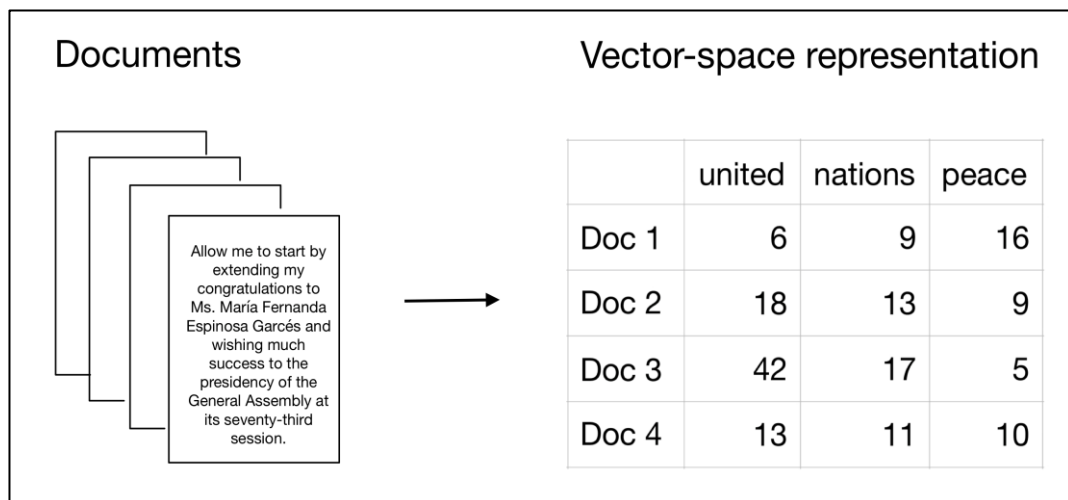 Documents
Vector-space representation
Allow me to start by
extending my
congratulations to
Ms. María Fernanda
Espinosa Garcés and
wishing much
success to the
presidency of the
General Assembly at
its seventy-third
session.
united nations peace
Doc 1 6 9 16
Doc 2 18 13 9
Doc 3 42 17 5
Doc 4 13 11 10